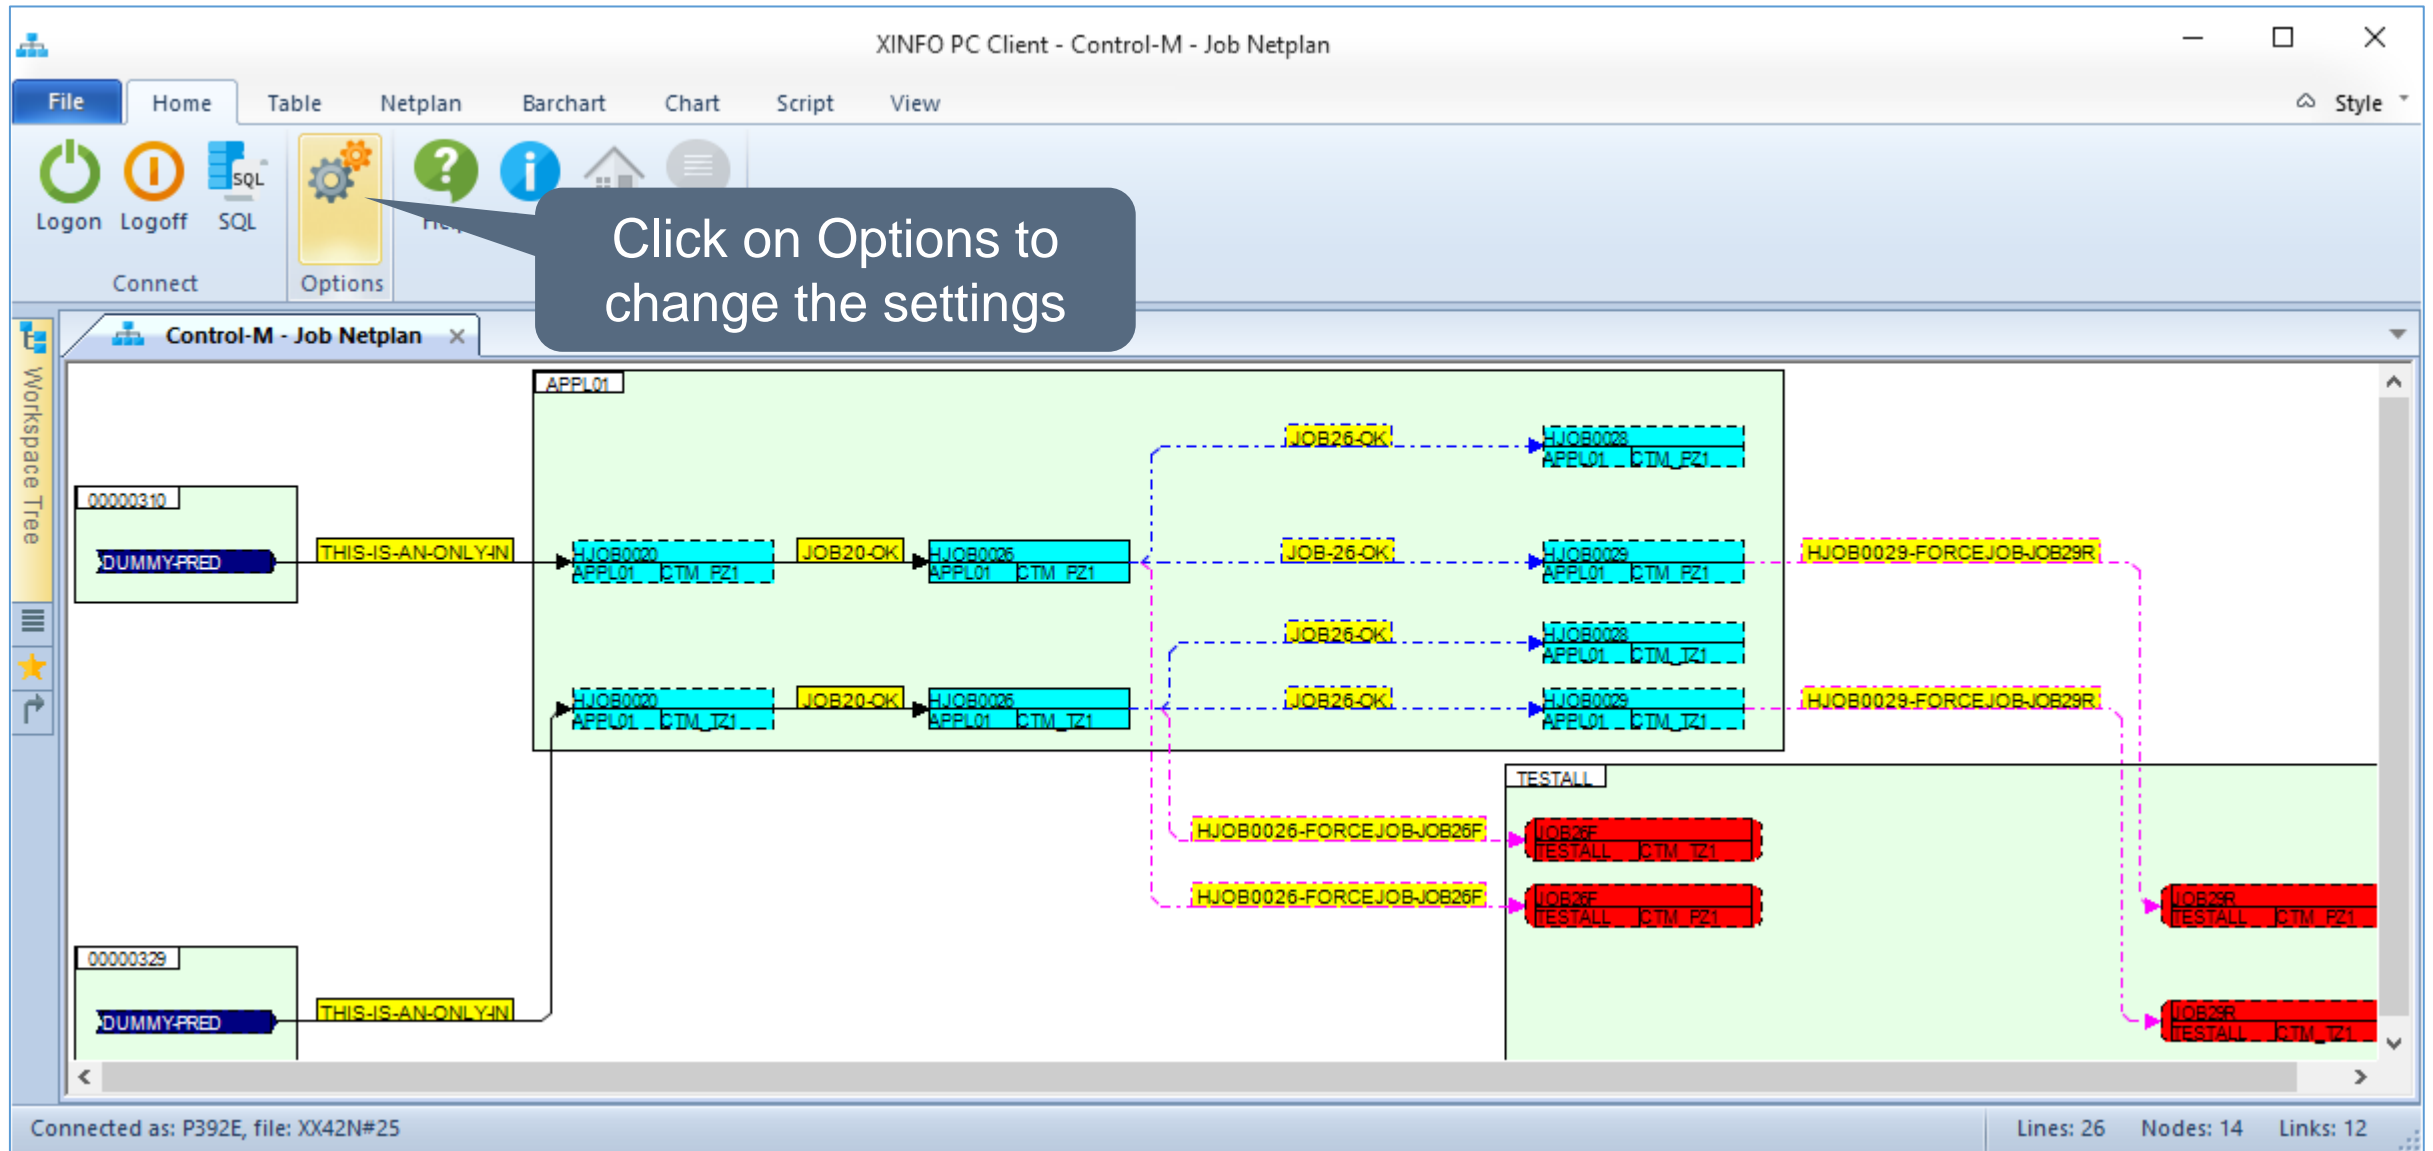 XINFO PC Client - Control-M - Job Netplan
File Home Table Netplan Barchart Chart Script View Style
SQL
Logon Logoff SQL
Connect Options
Click on Options to
change the settings
Control-M - Job Netplan
Workspace Tree
APPL01
JOB26-OK
HJOB0028
APPL01 CTM_PZ1
00000310
DUMMY-PRED
THIS-IS-AN-ONLY-IN
HJOB0020
APPL01 CTM_PZ1
JOB20-OK
HJOB0026
APPL01 CTM_PZ1
JOB-26-OK
HJOB0029
APPL01 CTM_PZ1
HJOB0029-FORCEJOB-JOB29R
JOB26-OK
HJOB0028
APPL01 CTM_TZ1
HJOB0020
APPL01 CTM_TZ1
JOB20-OK
HJOB0026
APPL01 CTM_TZ1
JOB26-OK
HJOB0029
APPL01 CTM_TZ1
HJOB0029-FORCEJOB-JOB29R
TESTALL
HJOB0026-FORCEJOB-JOB26F
JOB26F
TESTALL CTM_TZ1
HJOB0026-FORCEJOB-JOB26F
JOB26F
TESTALL CTM_PZ1
JOB29R
TESTALL CTM_PZ1
00000329
DUMMY-PRED
THIS-IS-AN-ONLY-IN
JOB29R
TESTALL CTM_TZ1
Connected as: P392E, file: XX42N#25
Lines: 26 Nodes: 14 Links: 12